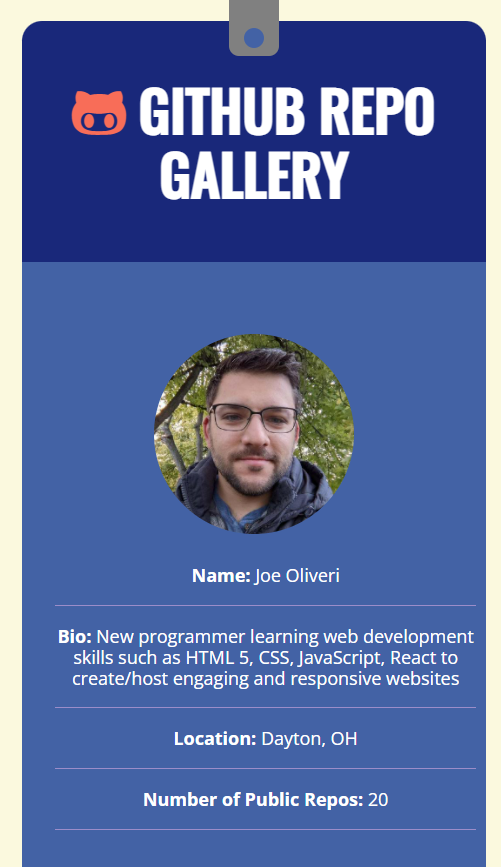 GITHUB REPO
GALLERY
Name: Joe Oliveri
Bio: New programmer learning web development
skills such as HTML 5, CSS, JavaScript, React to
create/host engaging and responsive websites
Location: Dayton, OH
Number of Public Repos: 20